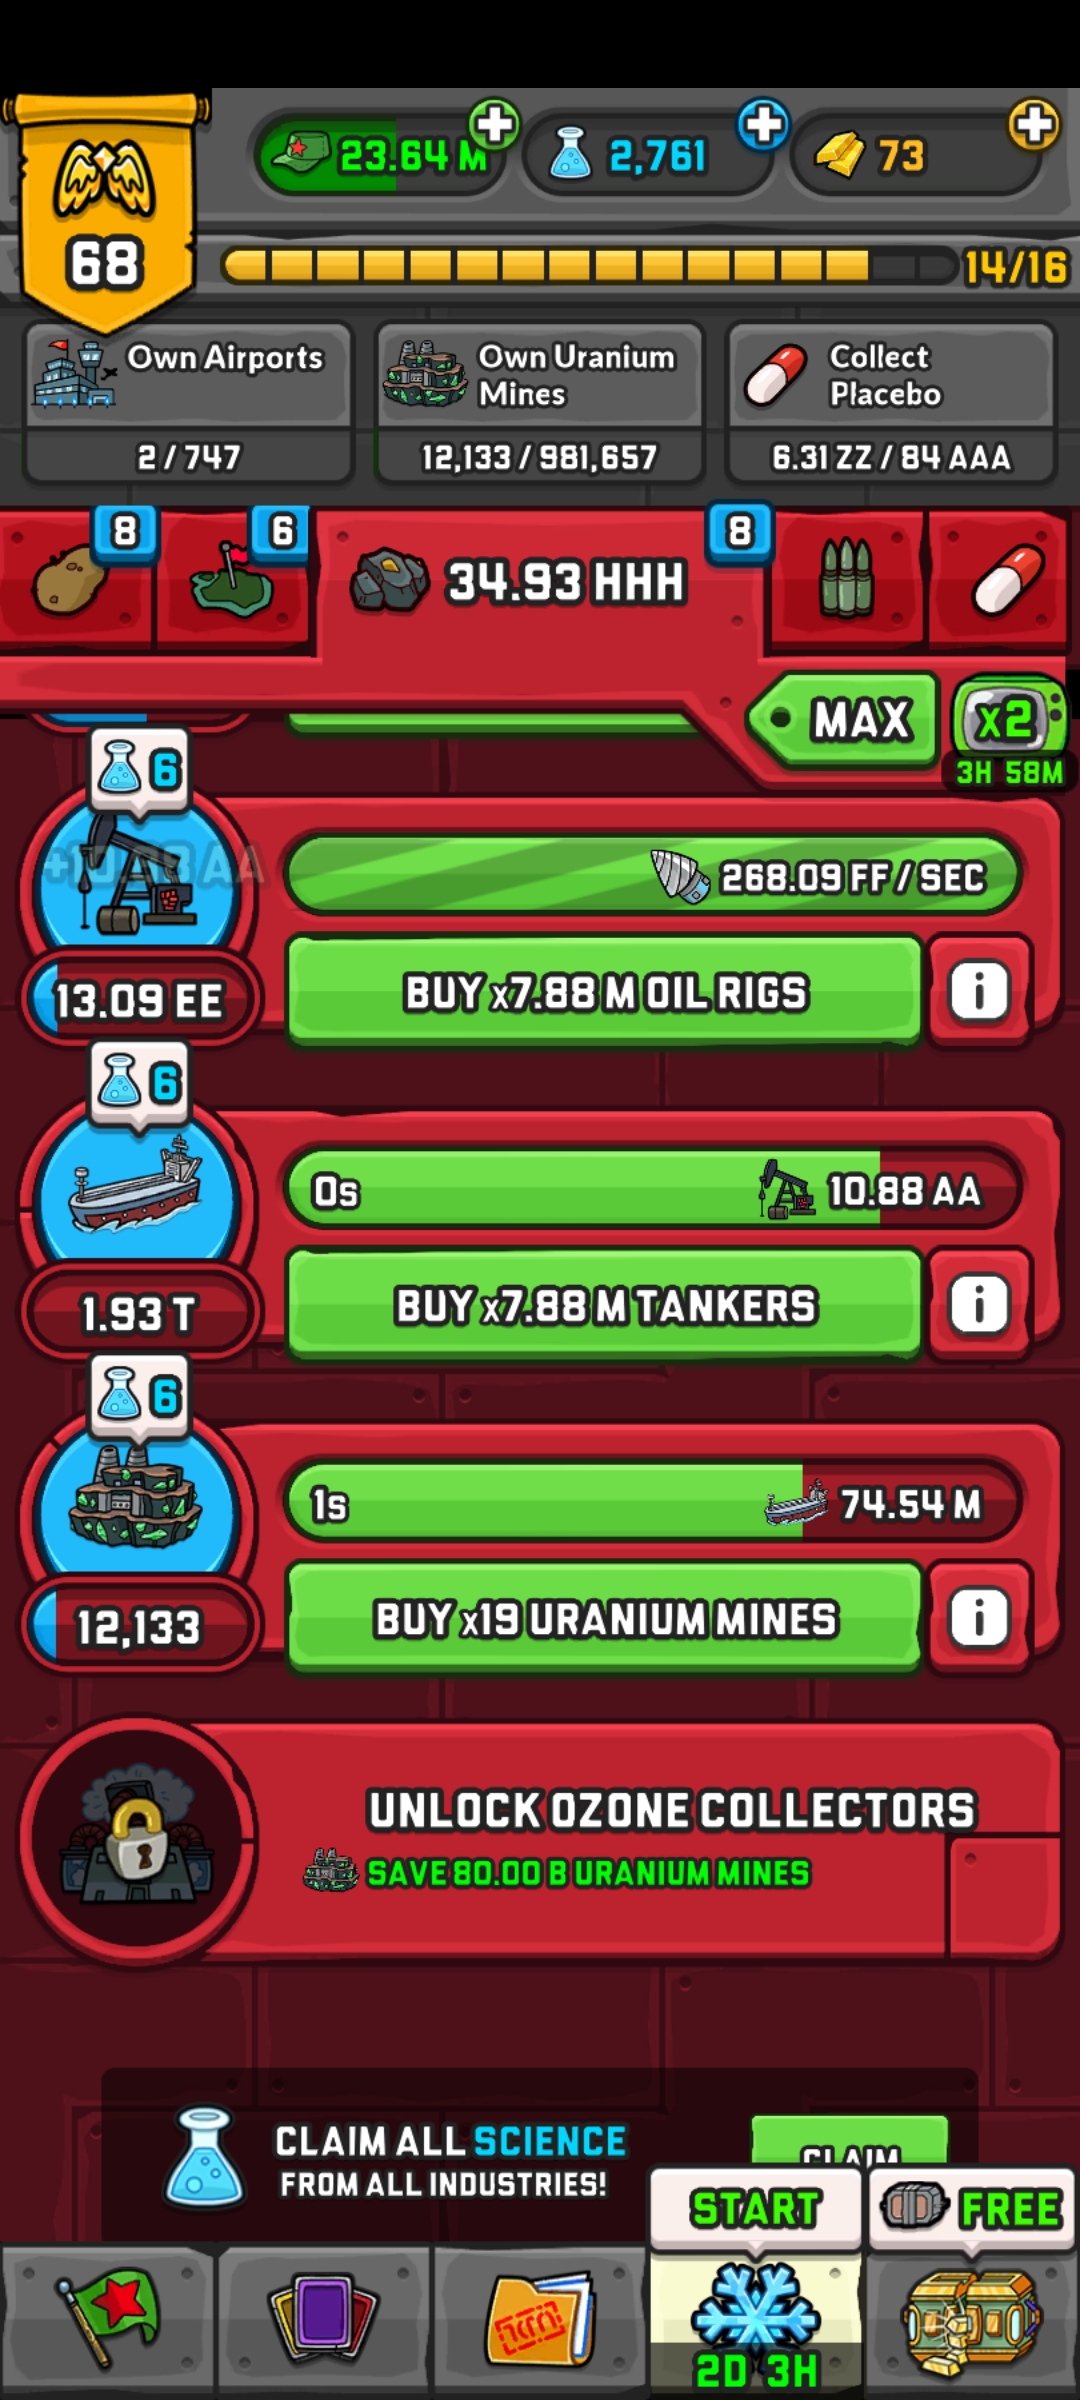 23.64 M
2,761
73
68
14/16
Own Airports
2 / 747
Own Uranium
Mines
12,133 / 981,657
Collect
Placebo
6.31 ZZ / 84 AAA
8
6
34.93 HHH
8
MAX
x2
3H 58M
6
+10.88 AA
268.09 FF / SEC
13.09 EE
BUY x7.88 M OIL RIGS
i
6
0s
10.88 AA
1.93 T
BUY x7.88 M TANKERS
i
6
1s
74.54 M
12,133
BUY x19 URANIUM MINES
i
UNLOCK OZONE COLLECTORS
SAVE 80.00 B URANIUM MINES
CLAIM ALL SCIENCE
FROM ALL INDUSTRIES!
CLAIM
START
FREE
2D 3H